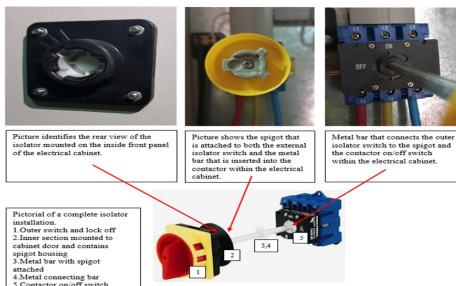 L1 L2 L3
ON
OFF
Picture identifies the rear view of the
isolator mounted on the inside front panel
of the electrical cabinet.
Picture shows the spigot that
is attached to both the external
isolator switch and the metal
bar that is inserted into the
contactor within the electrical
cabinet.
Metal bar that connects the outer
isolator switch to the spigot and
the contactor on/off switch
within the electrical cabinet.
Pictorial of a complete isolator
installation.
1.Outer switch and lock off
2.Inner section mounted to
cabinet door and contains
spigot housing
3.Metal bar with spigot
attached
4.Metal connecting bar
5.Contactor on/off switch
1
2
3,4
5